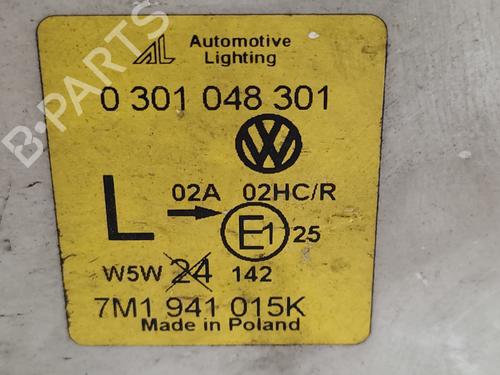 AL Automotive
Lighting
0 301 048 301
L 02A 02HC/R
E1 25
W5W 24 142
7M1 941 015K
Made in Poland
B-PARTS